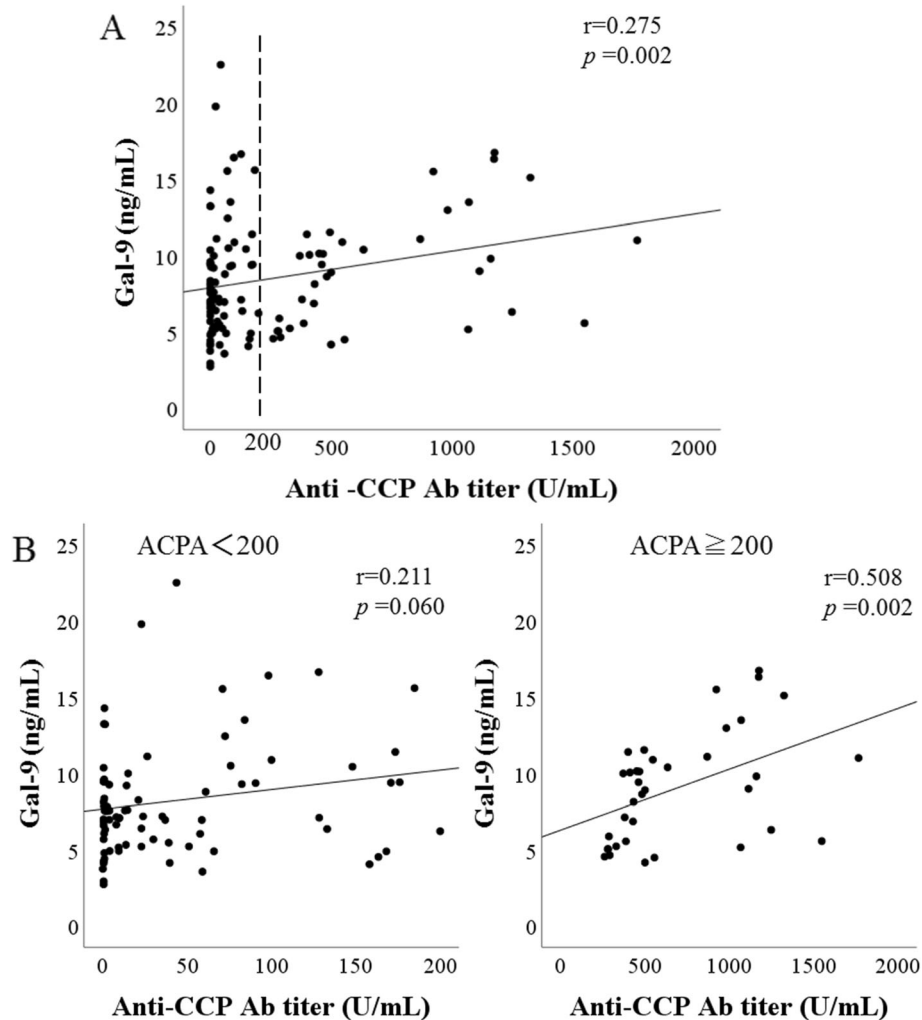 A
r=0.275
p =0.002
25
20
15
10
5
0
Gal-9 (ng/mL)
0 200 500 1000 1500 2000
Anti -CCP Ab titer (U/mL)
B
ACPA＜200
r=0.211
p =0.060
25
20
15
10
5
0
Gal-9 (ng/mL)
0 50 100 150 200
Anti-CCP Ab titer (U/mL)
ACPA≧200
r=0.508
p =0.002
25
20
15
10
5
0
Gal-9 (ng/mL)
0 500 1000 1500 2000
Anti-CCP Ab titer (U/mL)